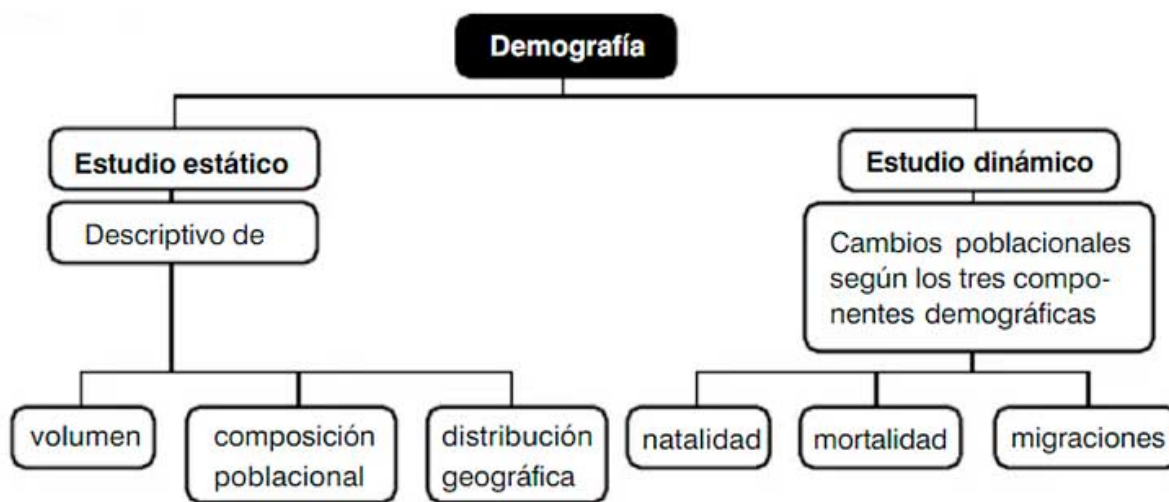 Demografía
Estudio estático
Estudio dinámico
Descriptivo de
Cambios poblacionales
según los tres compo-
nentes demográficas
volumen
composición
poblacional
distribución
geográfica
natalidad
mortalidad
migraciones